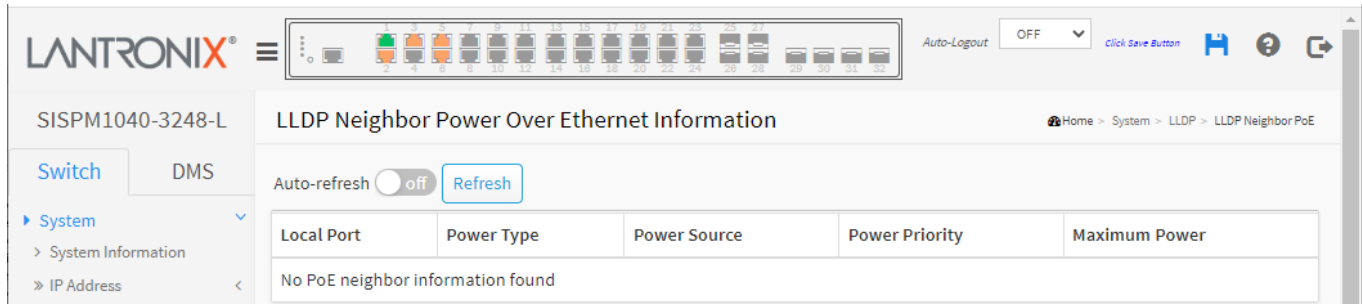 1 3 5 7 9 11 13 15 17 19 21 23 25 27
LANTRONIX®
Auto-Logout OFF Click Save Button
2 4 6 8 10 12 14 16 18 20 22 24 26 28 29 30 31 32
SISPM1040-3248-L
LLDP Neighbor Power Over Ethernet Information
Home > System > LLDP > LLDP Neighbor PoE
Switch DMS
Auto-refresh off Refresh
System
> System Information
» IP Address <
Local Port Power Type Power Source Power Priority Maximum Power
No PoE neighbor information found